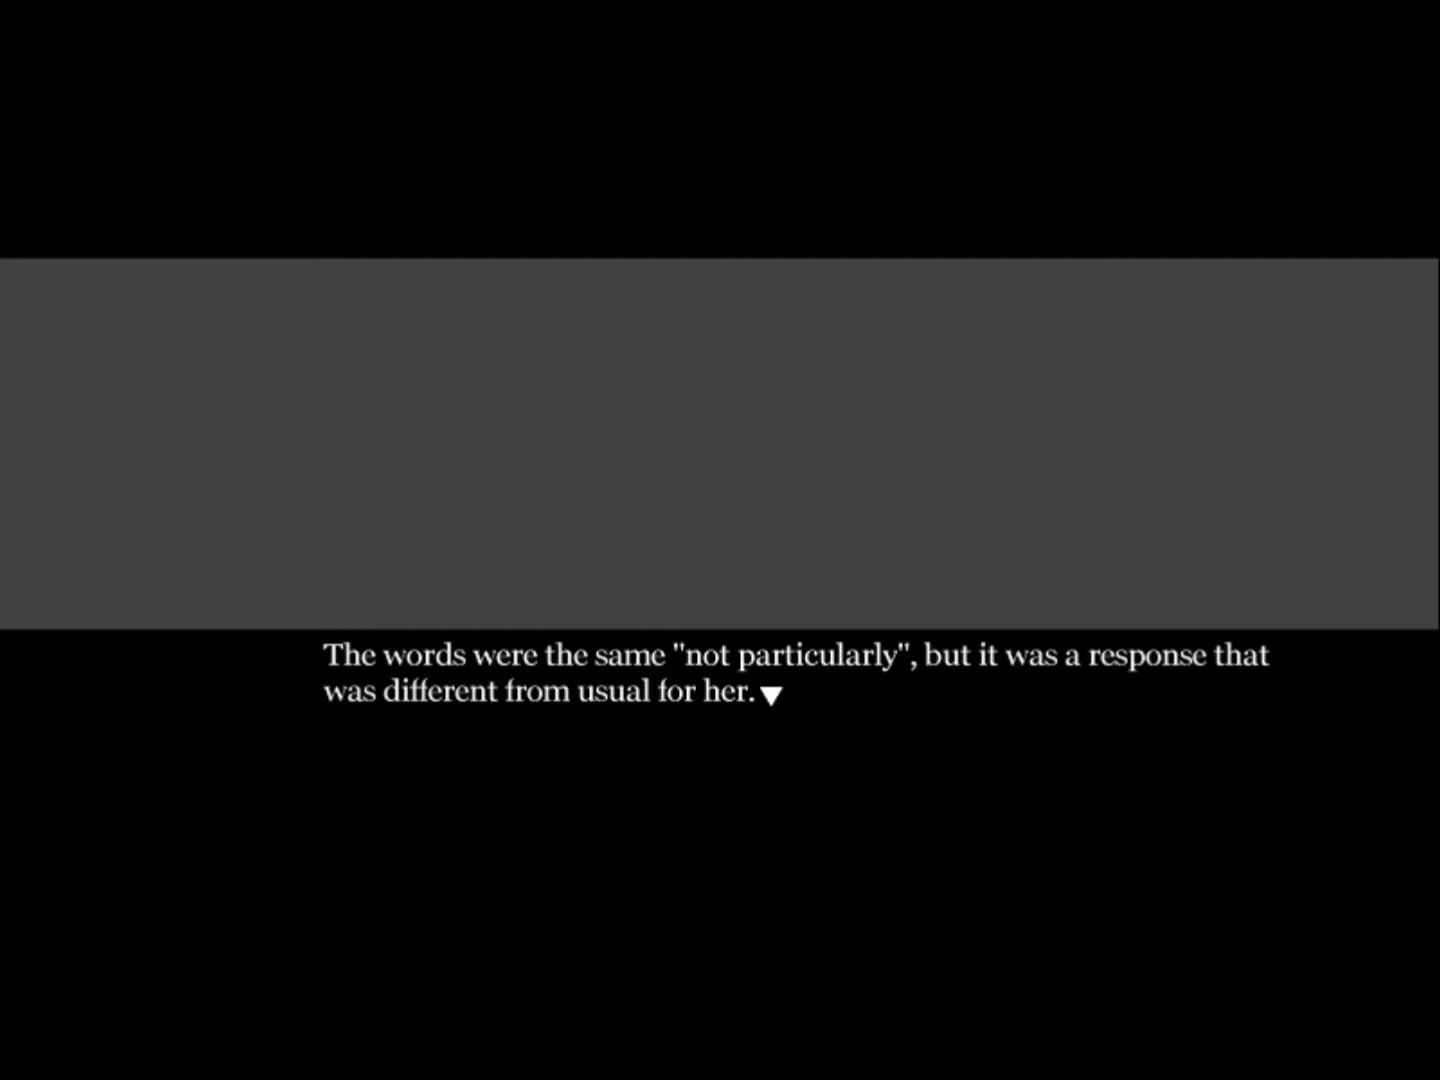 The words were the same "not particularly", but it was a response that
was different from usual for her.